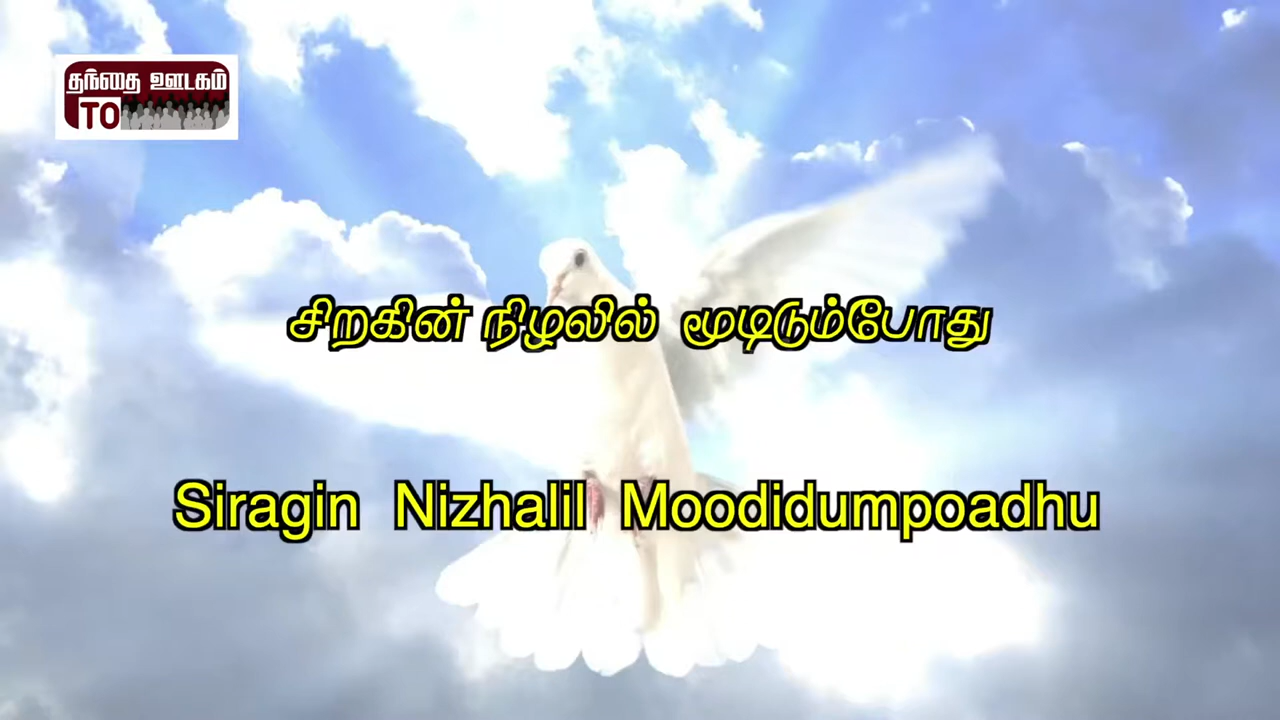 தந்தை ஊடகம்
TO
சிறகின் நிழலில் மூடிடும்போது
Siragin Nizhalil Moodidumpoadhu